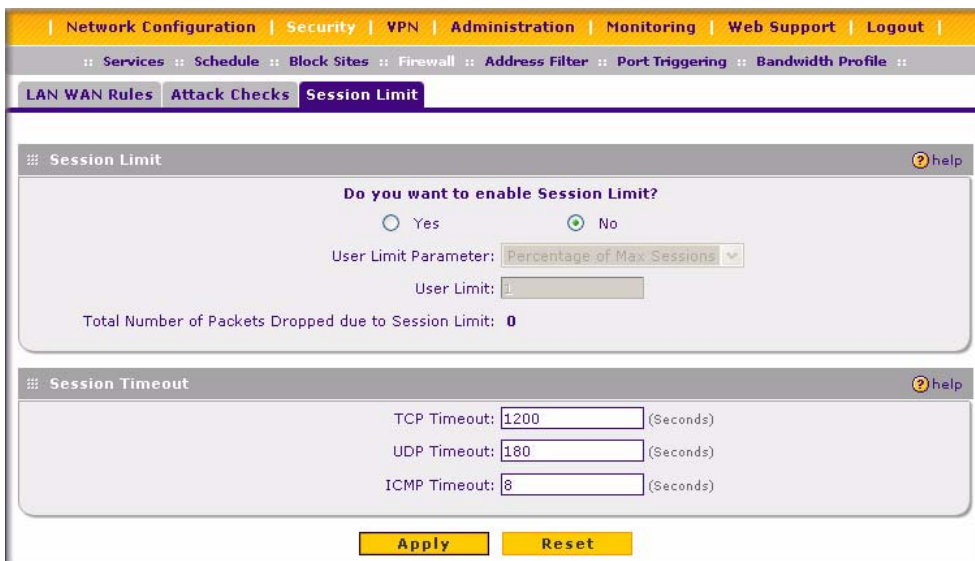 | Network Configuration | Security | VPN | Administration | Monitoring | Web Support | Logout |
:: Services :: Schedule :: Block Sites :: Firewall :: Address Filter :: Port Triggering :: Bandwidth Profile ::
LAN WAN Rules Attack Checks Session Limit
Session Limit ? help
Do you want to enable Session Limit?
Yes No
User Limit Parameter: Percentage of Max Sessions
User Limit: 1
Total Number of Packets Dropped due to Session Limit: 0
Session Timeout ? help
TCP Timeout: 1200 (Seconds)
UDP Timeout: 180 (Seconds)
ICMP Timeout: 8 (Seconds)
Apply Reset